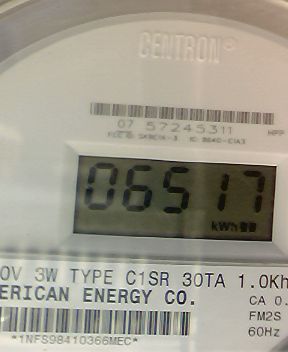 CENTRON®
07 57245311
06517
kWh
0V 3W TYPE C1SR 30TA 1.0Kh
ERICAN ENERGY CO.
CA 0.
FM2S
60Hz
*1NFS98410366MEC*